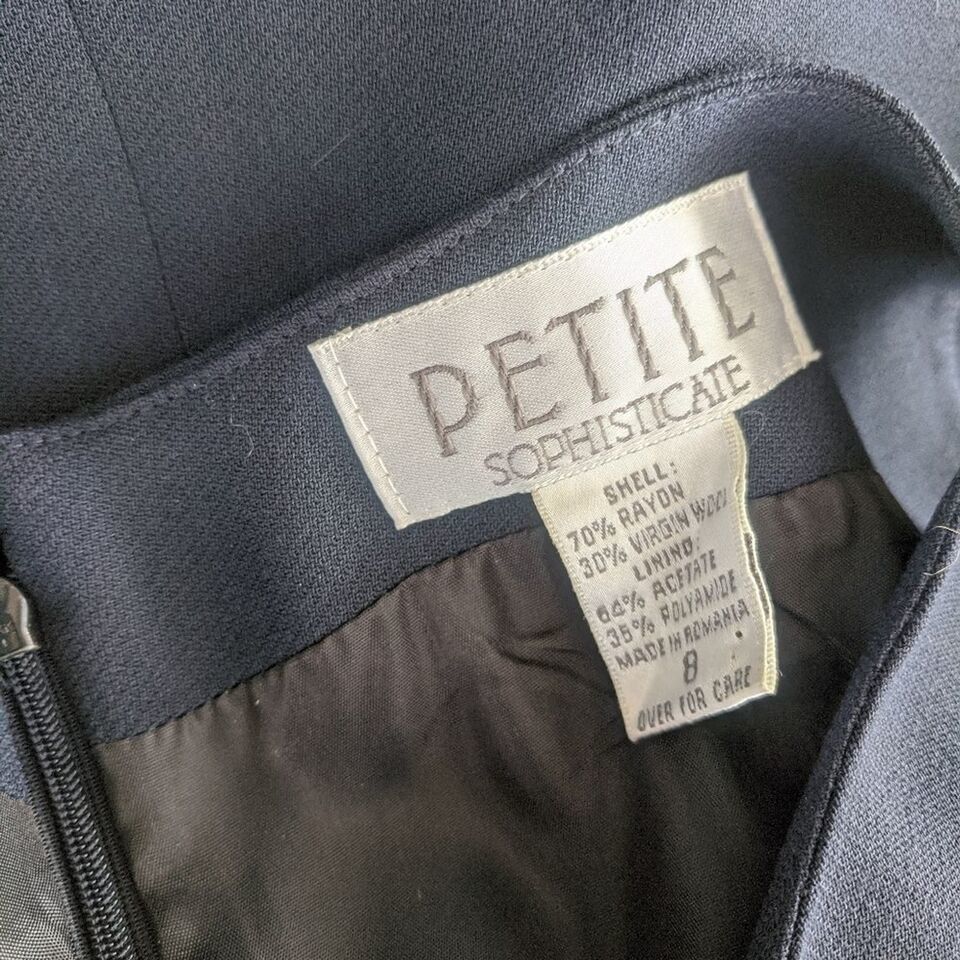 PETITE
SOPHISTICATE
SHELL:
70% RAYON
30% VIRGIN WOOL
LINING:
64% ACETATE
36% POLYAMIDE
MADE IN ROMANIA
8
OVER FOR CARE